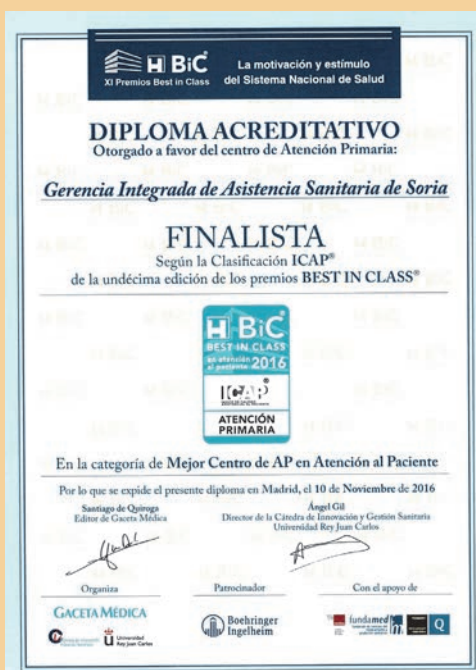 H BiC®
XI Premios Best in Class
La motivación y estímulo
del Sistema Nacional de Salud
DIPLOMA ACREDITATIVO
Otorgado a favor del centro de Atención Primaria:
Gerencia Integrada de Asistencia Sanitaria de Soria
FINALISTA
Según la Clasificación ICAP®
de la undécima edición de los premios BEST IN CLASS®
H BiC®
BEST IN CLASS
en atención
al paciente 2016
ICAP®
ATENCIÓN
PRIMARIA
En la categoría de Mejor Centro de AP en Atención al Paciente
Por lo que se expide el presente diploma en Madrid, el 10 de Noviembre de 2016
Santiago de Quiroga
Editor de Gaceta Médica
Ángel Gil
Director de la Cátedra de Innovación y Gestión Sanitaria
Universidad Rey Juan Carlos
Organiza
Patrocinador
Con el apoyo de
GACETA MÉDICA
Universidad
Rey Juan Carlos
Boehringer
Ingelheim
fundamed
Q